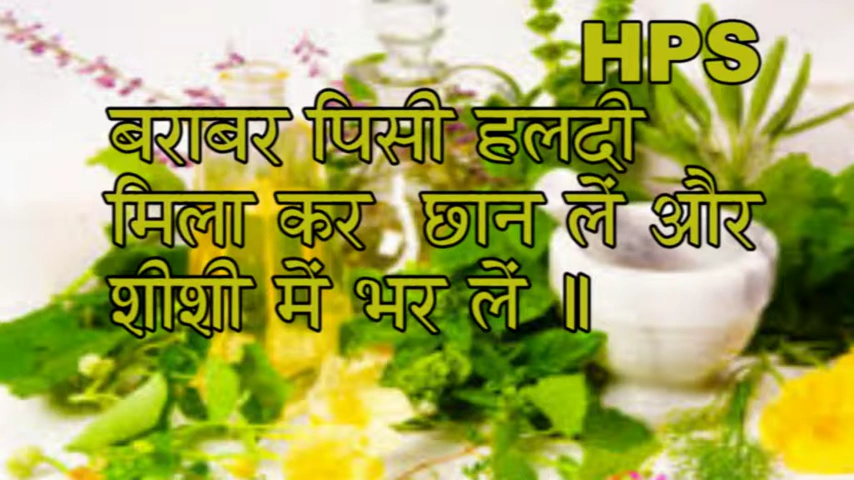 HPS
बराबर पिसी हलदी
मिला कर छान लें और
शीशी में भर लें ॥